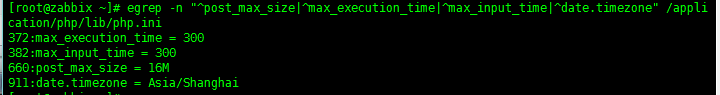 [root@zabbix ~]# egrep -n "^post_max_size|^max_execution_time|^max_input_time|^date.timezone" /appli
cation/php/lib/php.ini
372:max_execution_time = 300
382:max_input_time = 300
660:post_max_size = 16M
911:date.timezone = Asia/Shanghai